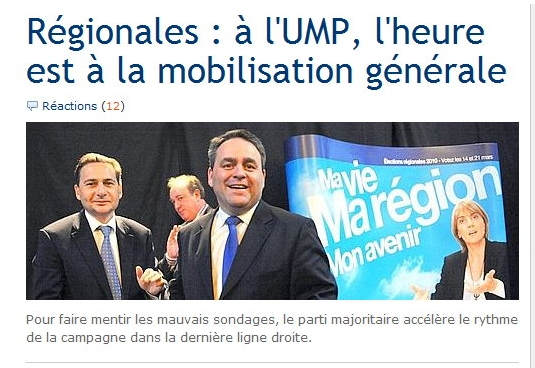 Régionales : à l'UMP, l'heure
est à la mobilisation générale
Réactions (12)
Elections régionales 2010 - Votez les 14 et 21 mars
Ma vie
Ma région
Mon avenir
Pour faire mentir les mauvais sondages, le parti majoritaire accélère le rythme
de la campagne dans la dernière ligne droite.